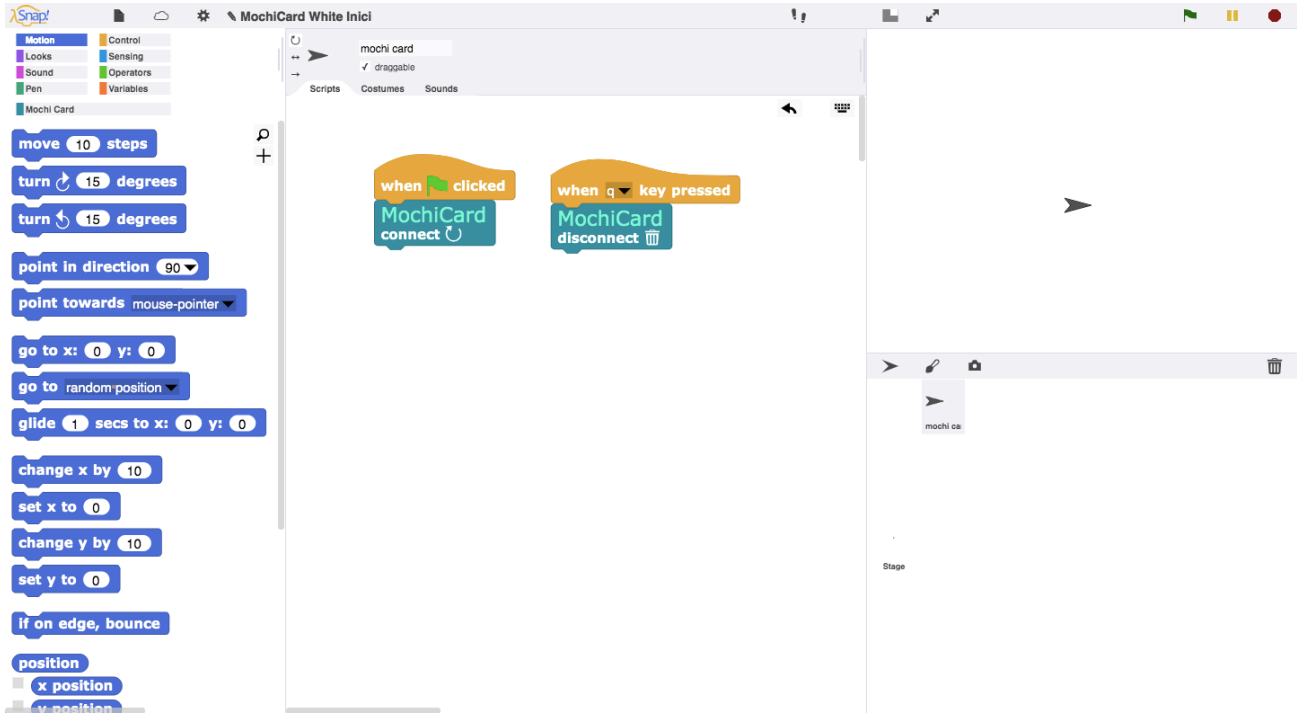 Snap!
MochiCard White Inici
Motion
Control
Looks
Sensing
Sound
Operators
Pen
Variables
Mochi Card
mochi card
draggable
Scripts Costumes Sounds
move 10 steps
turn 15 degrees
turn 15 degrees
point in direction 90
point towards mouse-pointer
go to x: 0 y: 0
go to random position
glide 1 secs to x: 0 y: 0
change x by 10
set x to 0
change y by 10
set y to 0
if on edge, bounce
position
x position
y position
when clicked
MochiCard
connect
when q key pressed
MochiCard
disconnect
mochi ca
Stage